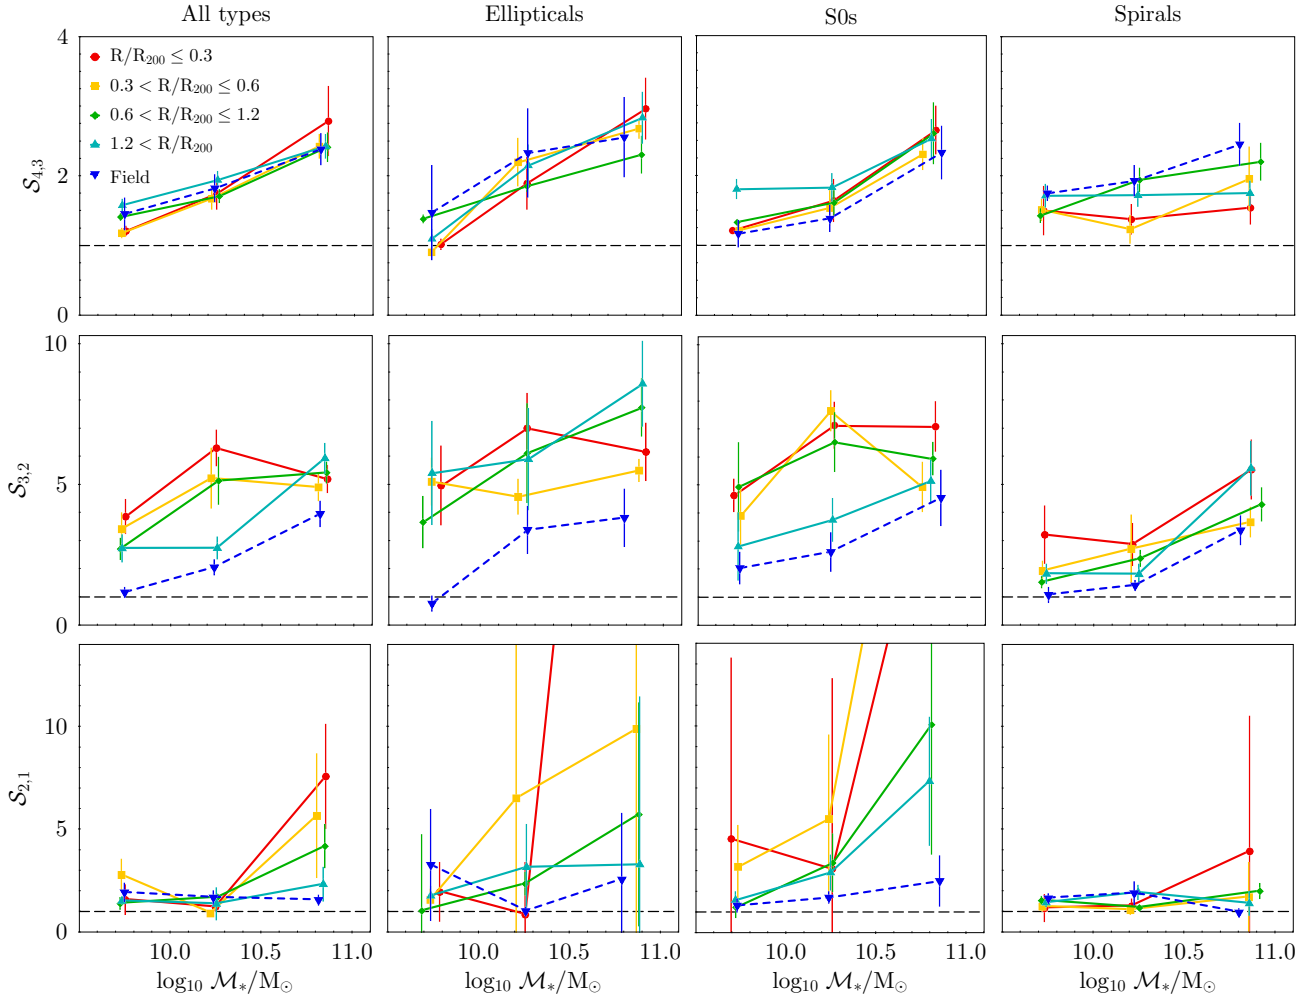 All types Ellipticals S0s Spirals
4
R/R₂₀₀ ≤ 0.3
0.3 < R/R₂₀₀ ≤ 0.6
0.6 < R/R₂₀₀ ≤ 1.2
1.2 < R/R₂₀₀
Field
S₄,₃
2
0
10
S₃,₂
5
0
10
S₂,₁
5
0
10.0 10.5 11.0 10.0 10.5 11.0 10.0 10.5 11.0 10.0 10.5 11.0
log₁₀ M*/M⊙ log₁₀ M*/M⊙ log₁₀ M*/M⊙ log₁₀ M*/M⊙